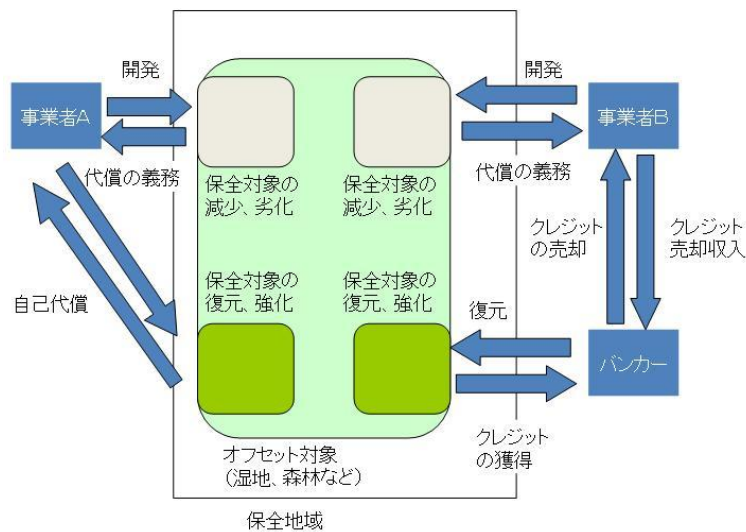 開発
開発
事業者A
事業者B
代償の義務
代償の義務
保全対象の
減少、劣化
保全対象の
減少、劣化
クレジット
の売却
クレジット
売却収入
自己代償
保全対象の
復元、強化
保全対象の
復元、強化
復元
バンカー
クレジット
の獲得
オフセット対象
（湿地、森林など）
保全地域